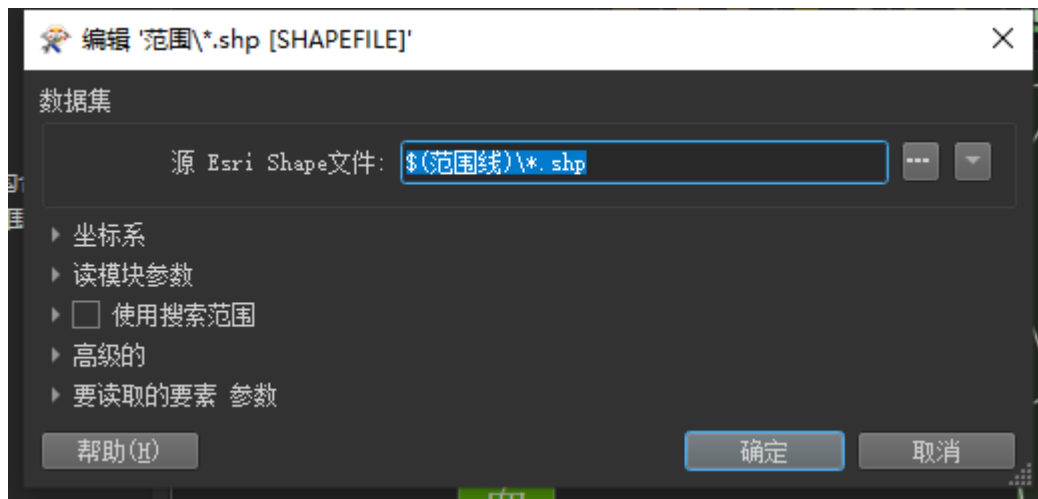 编辑 '范围\*.shp [SHAPEFILE]'
数据集
源 Esri Shape文件: $(范围线)\*.shp
坐标系
读模块参数
使用搜索范围
高级的
要读取的要素 参数
帮助(H) 确定 取消